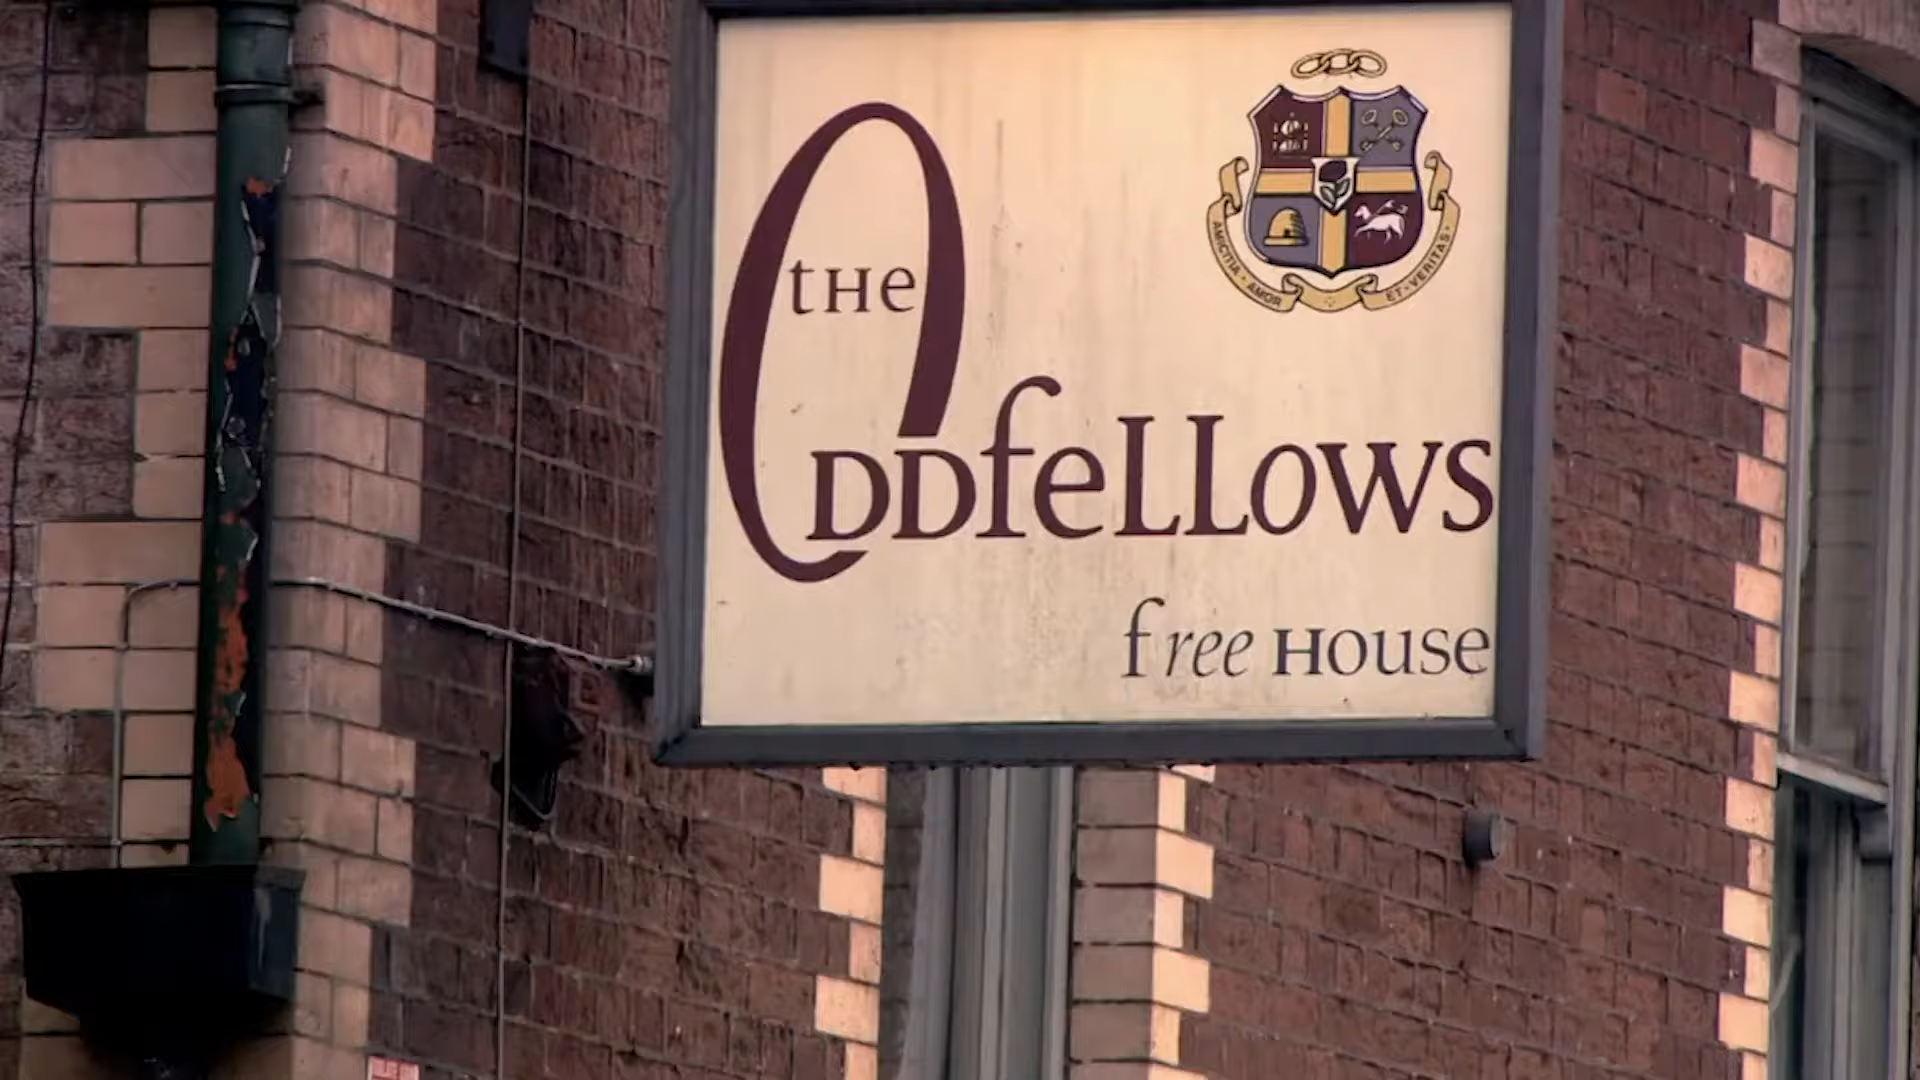 tHe
ODDfeLLows
free House
AMICITIA · AMOR · ET · VERITAS ·